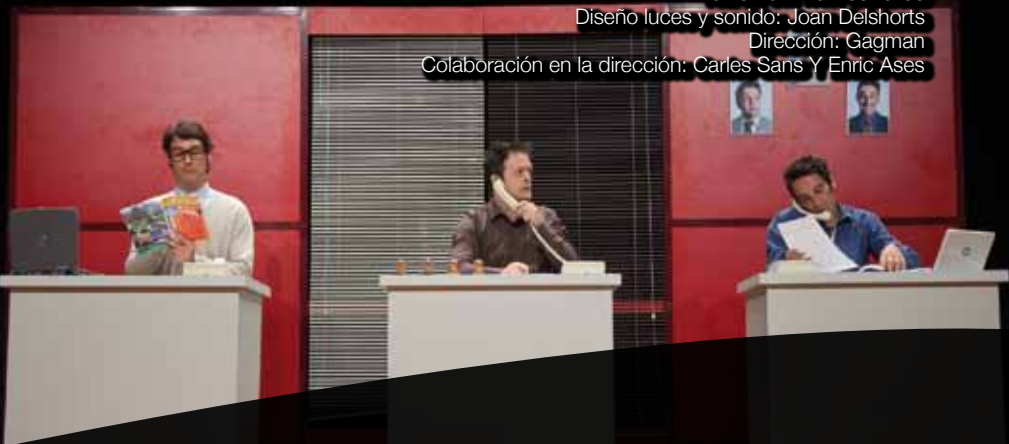 Diseño luces y sonido: Joan Delshorts
Dirección: Gagman
Colaboración en la dirección: Carles Sans Y Enric Ases